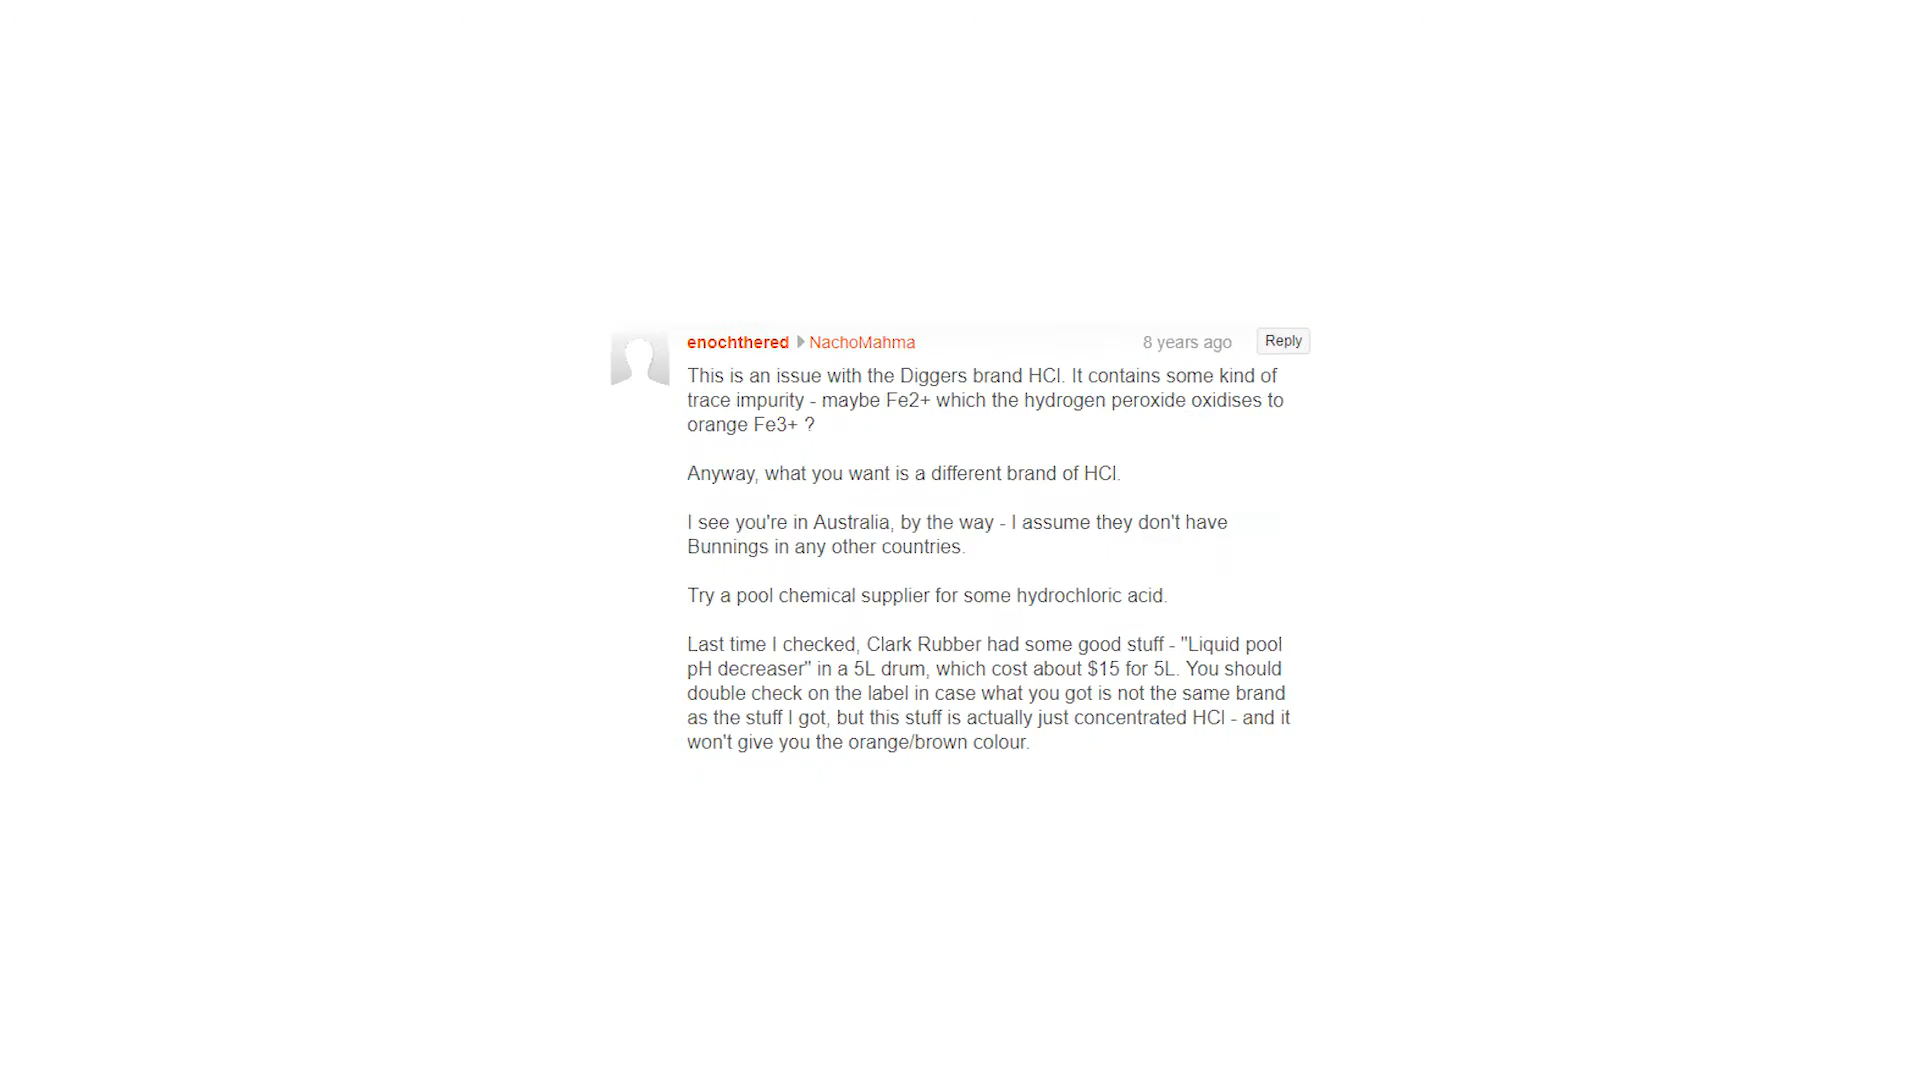 enochthered ▶ NachoMahma 8 years ago Reply
This is an issue with the Diggers brand HCl. It contains some kind of
trace impurity - maybe Fe2+ which the hydrogen peroxide oxidises to
orange Fe3+ ?
Anyway, what you want is a different brand of HCl.
I see you're in Australia, by the way - I assume they don't have
Bunnings in any other countries.
Try a pool chemical supplier for some hydrochloric acid.
Last time I checked, Clark Rubber had some good stuff - "Liquid pool
pH decreaser" in a 5L drum, which cost about $15 for 5L. You should
double check on the label in case what you got is not the same brand
as the stuff I got, but this stuff is actually just concentrated HCl - and it
won't give you the orange/brown colour.